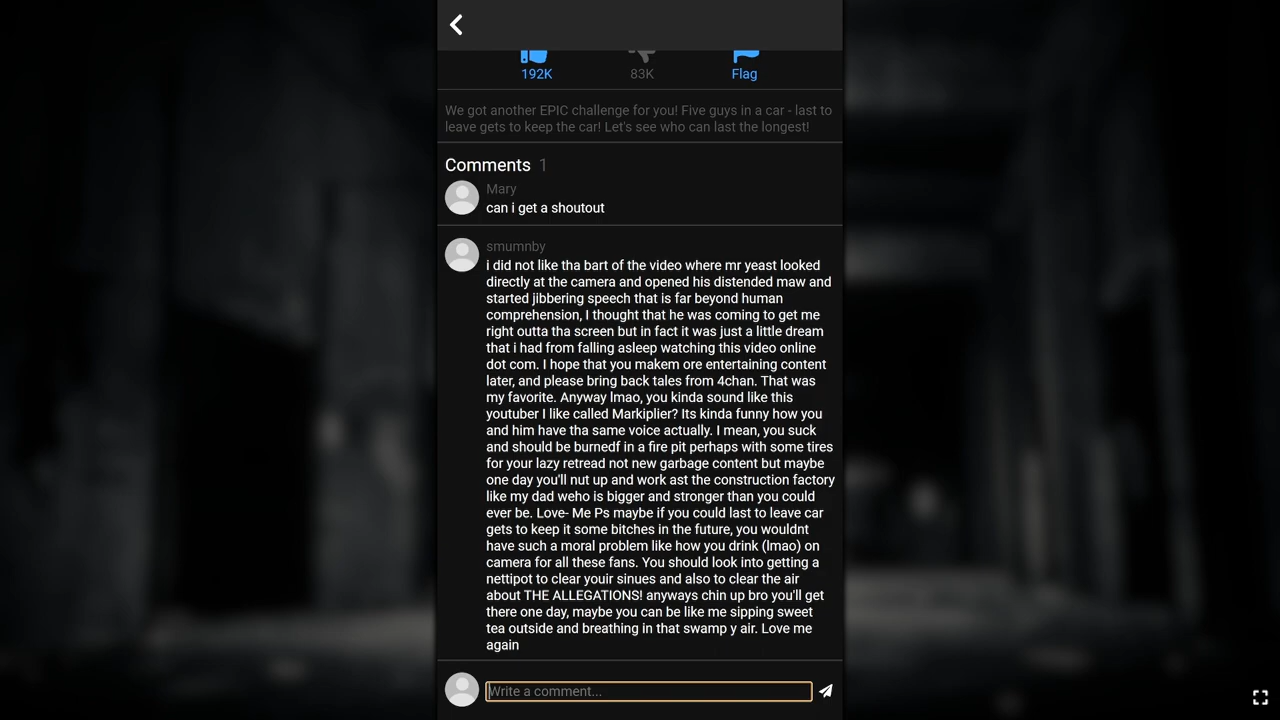 192K
83K
Flag
We got another EPIC challenge for you! Five guys in a car - last to
leave gets to keep the car! Let's see who can last the longest!
Comments 1
Mary
can i get a shoutout
smumnby
i did not like tha bart of the video where mr yeast looked
directly at the camera and opened his distended maw and
started jibbering speech that is far beyond human
comprehension, I thought that he was coming to get me
right outta tha screen but in fact it was just a little dream
that i had from falling asleep watching this video online
dot com. I hope that you makem ore entertaining content
later, and please bring back tales from 4chan. That was
my favorite. Anyway lmao, you kinda sound like this
youtuber I like called Markiplier? Its kinda funny how you
and him have tha same voice actually. I mean, you suck
and should be burnedf in a fire pit perhaps with some tires
for your lazy retread not new garbage content but maybe
one day you'll nut up and work ast the construction factory
like my dad weho is bigger and stronger than you could
ever be. Love- Me Ps maybe if you could last to leave car
gets to keep it some bitches in the future, you wouldnt
have such a moral problem like how you drink (lmao) on
camera for all these fans. You should look into getting a
nettipot to clear youir sinues and also to clear the air
about THE ALLEGATIONS! anyways chin up bro you'll get
there one day, maybe you can be like me sipping sweet
tea outside and breathing in that swamp y air. Love me
again
Write a comment...